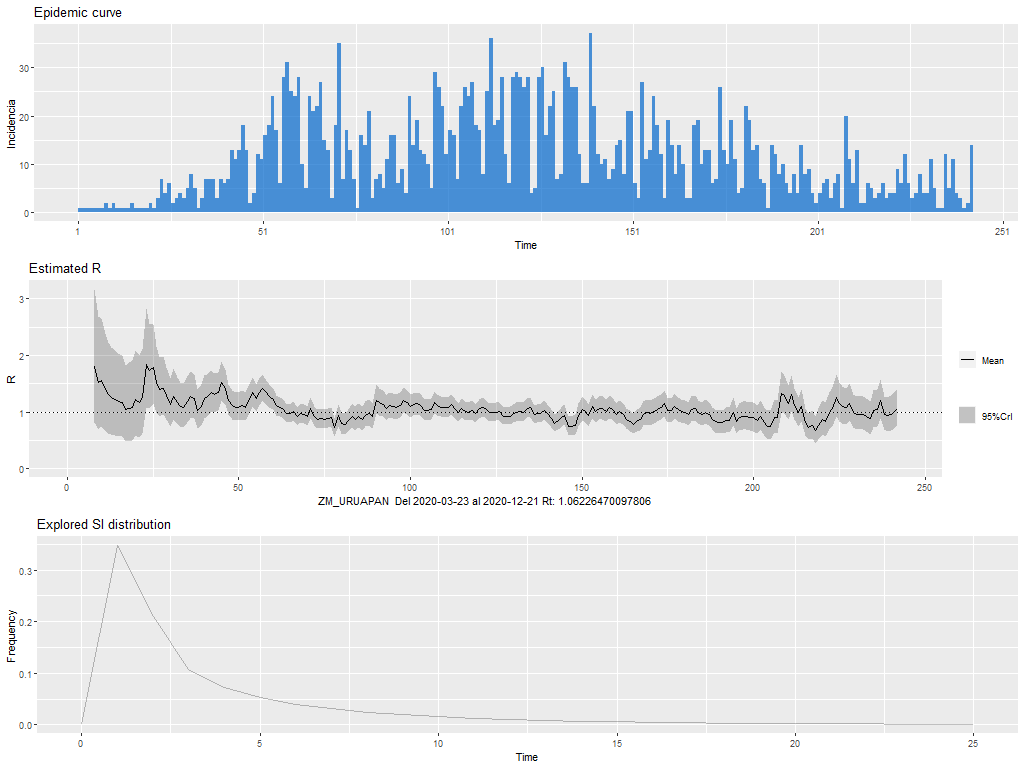 Epidemic curve
Incidencia
30
20
10
0
1
51
101
151
201
251
Time
Estimated R
R
3
2
1
0
0
50
100
150
200
250
ZM_URUAPAN Del 2020-03-23 al 2020-12-21 Rt: 1.06226470097806
Mean
95%CrI
Explored SI distribution
Frequency
0.3
0.2
0.1
0.0
0
5
10
15
20
25
Time